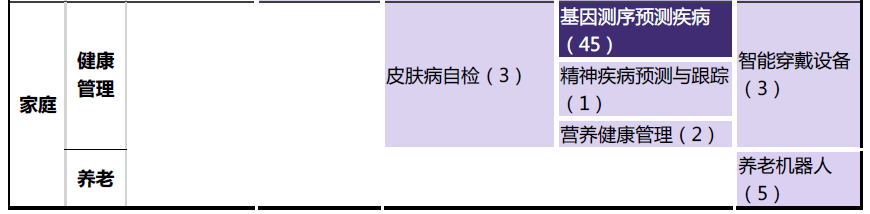 家庭
健康
管理
皮肤病自检（3）
基因测序预测疾病
（45）
精神疾病预测与跟踪
（1）
营养健康管理（2）
智能穿戴设备
（3）
养老
养老机器人
（5）